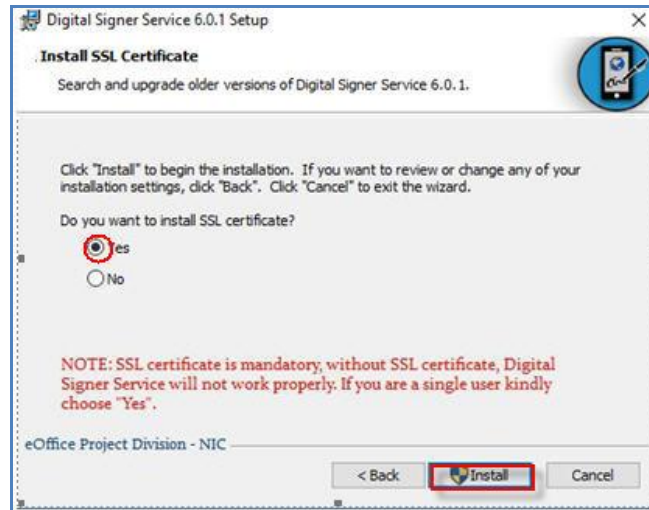 Digital Signer Service 6.0.1 Setup
Install SSL Certificate
Search and upgrade older versions of Digital Signer Service 6.0.1.
Click "Install" to begin the installation. If you want to review or change any of your
installation settings, click "Back". Click "Cancel" to exit the wizard.
Do you want to install SSL certificate?
Yes
No
NOTE: SSL certificate is mandatory, without SSL certificate, Digital
Signer Service will not work properly. If you are a single user kindly
choose "Yes".
eOffice Project Division - NIC
< Back Install Cancel